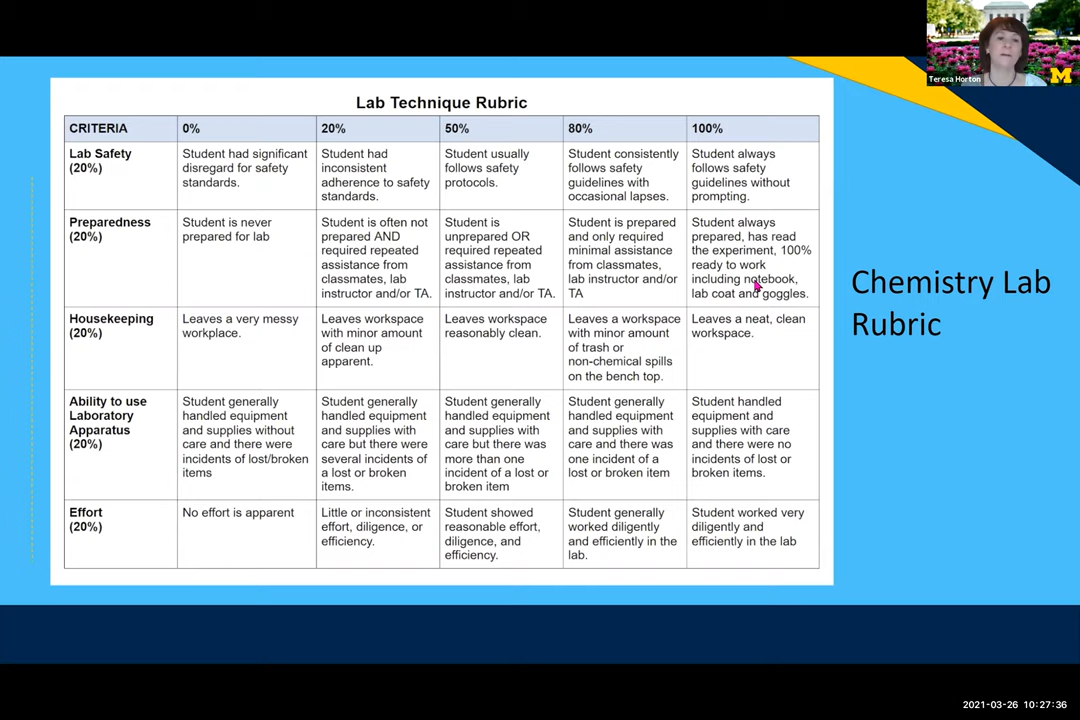 Teresa Horton
M
Lab Technique Rubric
CRITERIA
0%
20%
50%
80%
100%
Lab Safety
(20%)
Student had significant
disregard for safety
standards.
Student had
inconsistent
adherence to safety
standards.
Student usually
follows safety
protocols.
Student consistently
follows safety
guidelines with
occasional lapses.
Student always
follows safety
guidelines without
prompting.
Preparedness
(20%)
Student is never
prepared for lab
Student is often not
prepared AND
required repeated
assistance from
classmates, lab
instructor and/or TA.
Student is
unprepared OR
required repeated
assistance from
classmates, lab
instructor and/or TA.
Student is prepared
and only required
minimal assistance
from classmates,
lab instructor and/or
TA
Student always
prepared, has read
the experiment, 100%
ready to work
including notebook,
lab coat and goggles.
Housekeeping
(20%)
Leaves a very messy
workplace.
Leaves workspace
with minor amount
of clean up
apparent.
Leaves workspace
reasonably clean.
Leaves a workspace
with minor amount
of trash or
non-chemical spills
on the bench top.
Leaves a neat, clean
workspace.
Ability to use
Laboratory
Apparatus
(20%)
Student generally
handled equipment
and supplies without
care and there were
incidents of lost/broken
items
Student generally
handled equipment
and supplies with
care but there were
several incidents of
a lost or broken
items.
Student generally
handled equipment
and supplies with
care but there was
more than one
incident of a lost or
broken item
Student generally
handled equipment
and supplies with
care and there was
one incident of a
lost or broken item
Student handled
equipment and
supplies with care
and there were no
incidents of lost or
broken items.
Effort
(20%)
No effort is apparent
Little or inconsistent
effort, diligence, or
efficiency.
Student showed
reasonable effort,
diligence, and
efficiency.
Student generally
worked diligently
and efficiently in the
lab.
Student worked very
diligently and
efficiently in the lab
Chemistry Lab
Rubric
2021-03-26 10:27:36